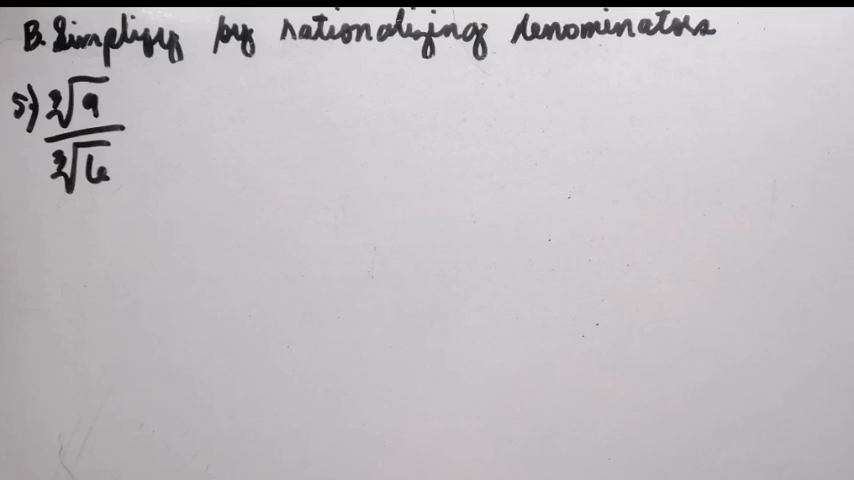 B. Simplify by rationalizing denominators
5.) ∛9
∛6